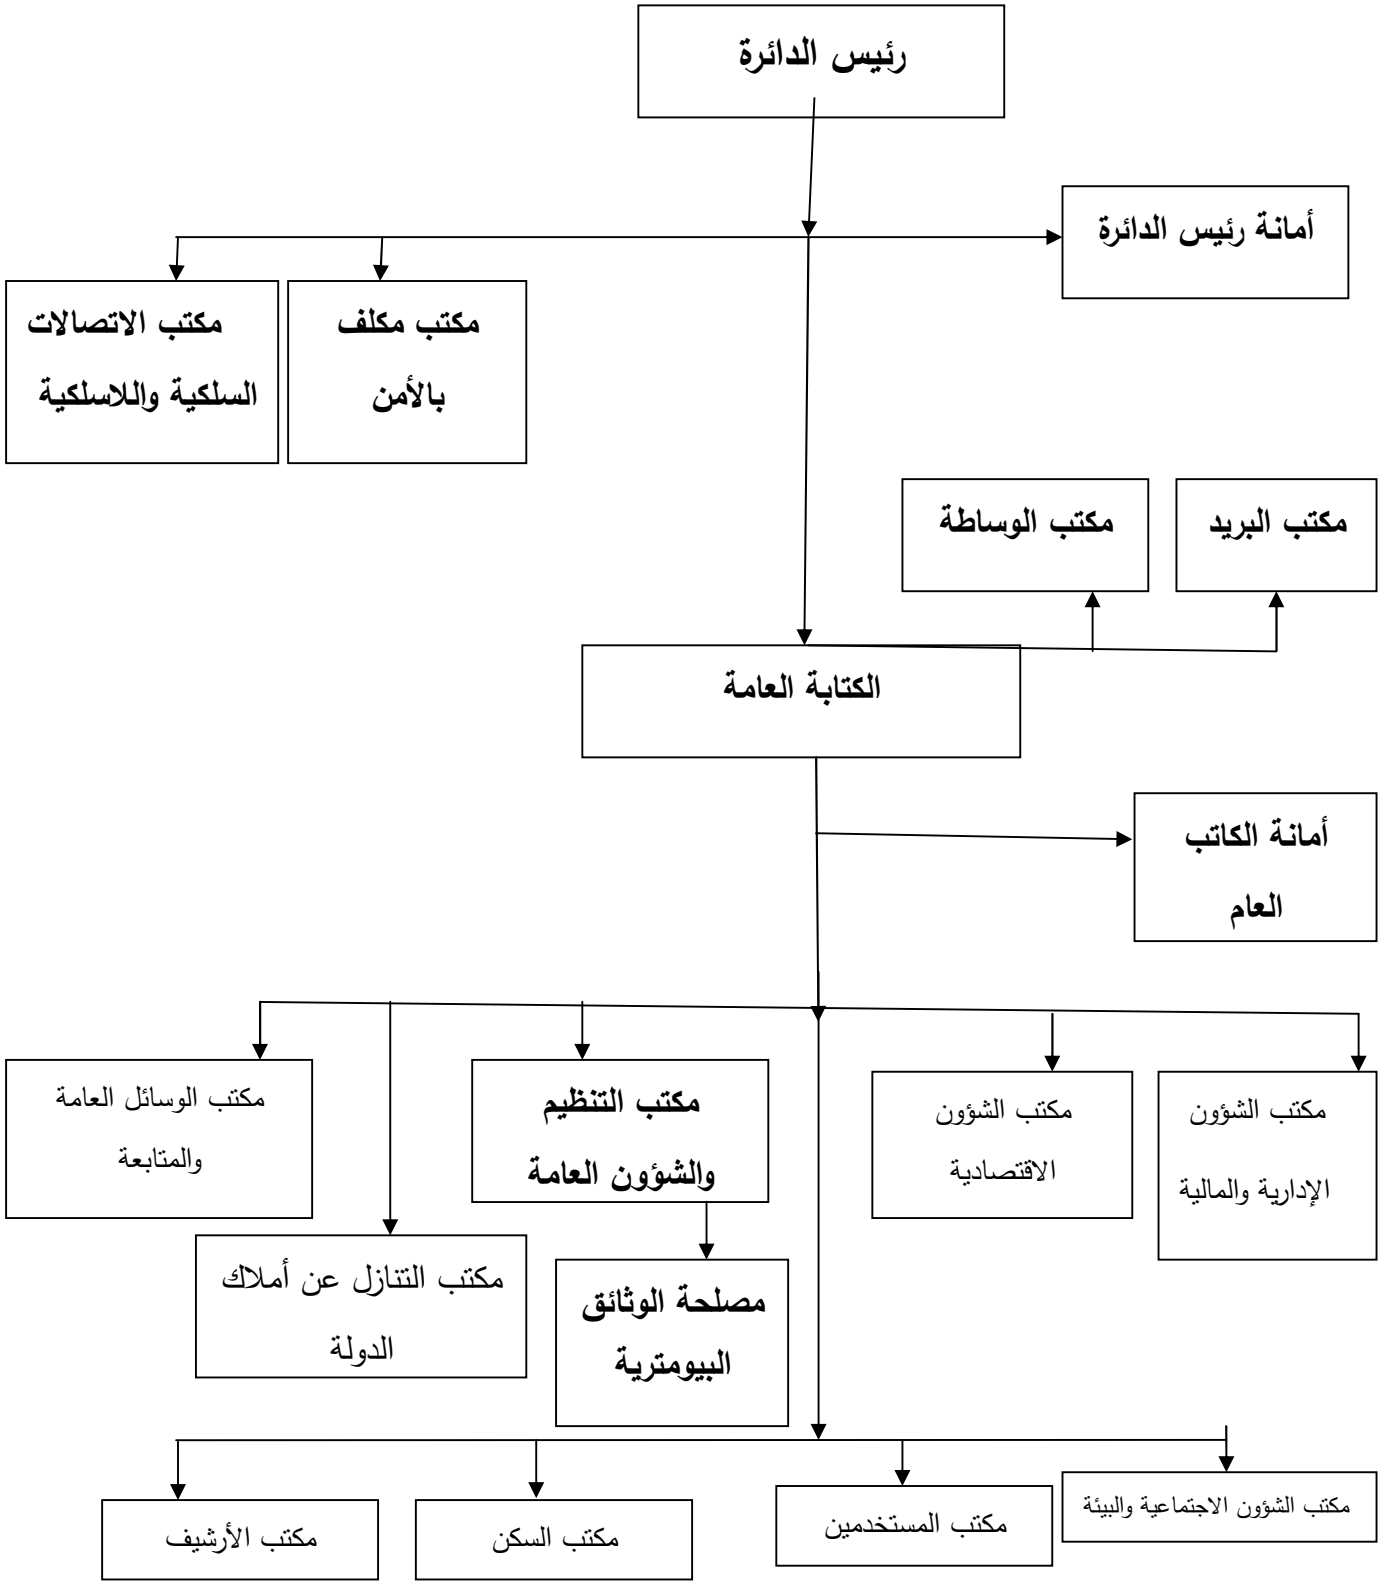 رئيس الدائرة
أمانة رئيس الدائرة
مكتب مكلف
بالأمن
مكتب الاتصالات
السلكية واللاسلكية
مكتب البريد
مكتب الوساطة
الكتابة العامة
أمانة الكاتب
العام
مكتب الشؤون
الإدارية والمالية
مكتب الشؤون
الاقتصادية
مكتب التنظيم
والشؤون العامة
مكتب الوسائل العامة
والمتابعة
مصلحة الوثائق
البيومترية
مكتب التنازل عن أملاك
الدولة
مكتب الشؤون الاجتماعية والبيئة
مكتب المستخدمين
مكتب السكن
مكتب الأرشيف